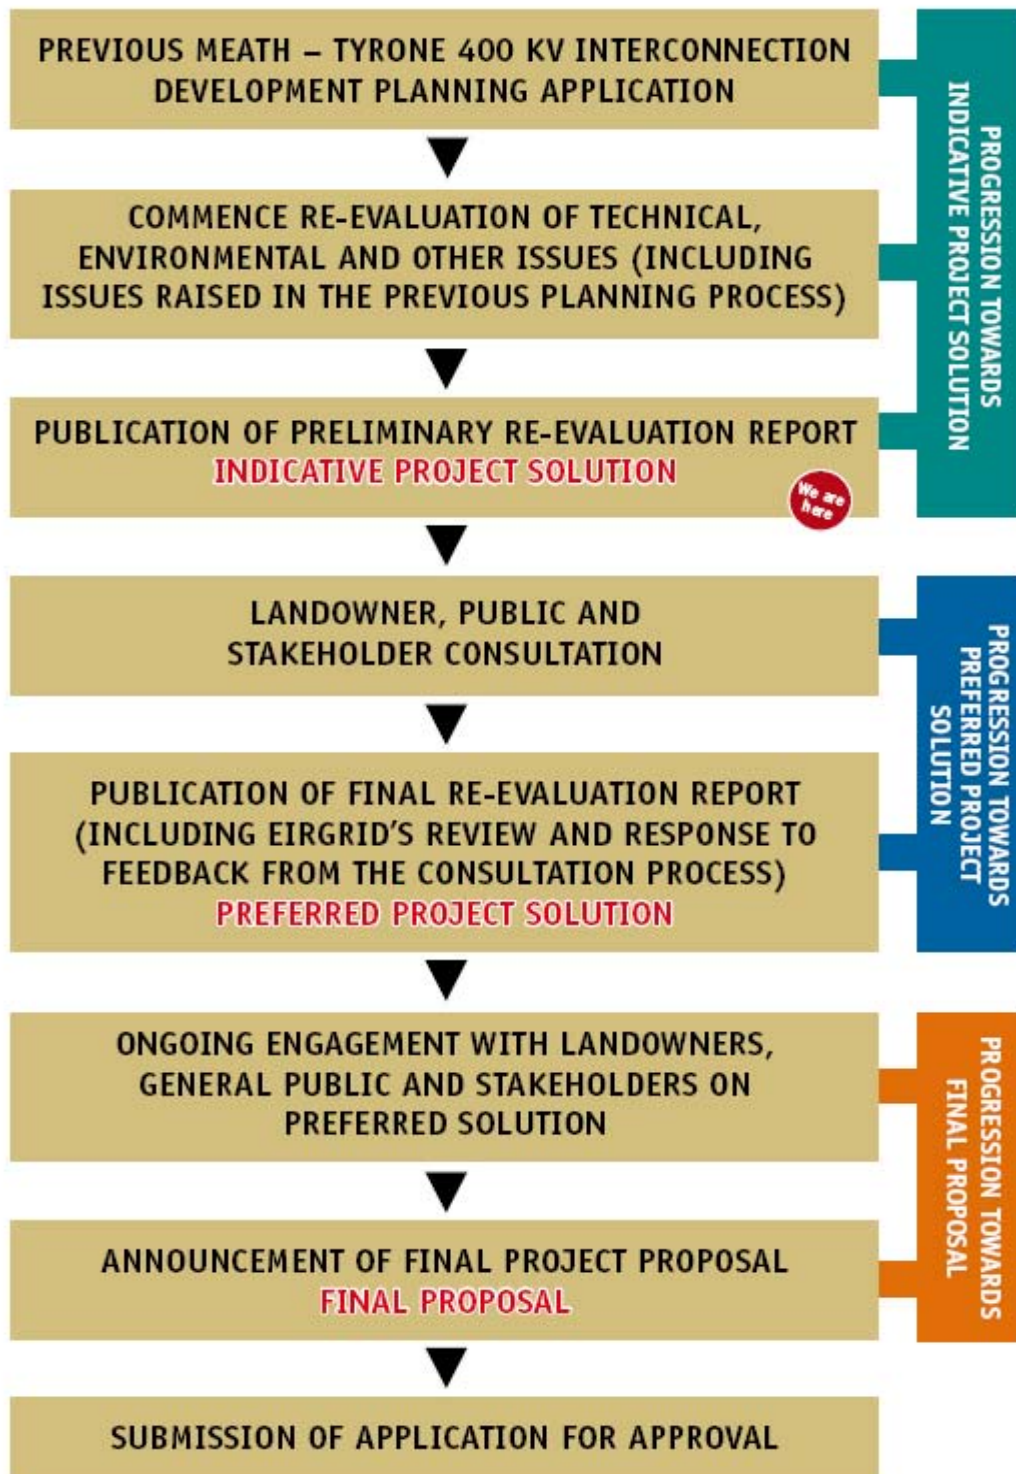 PREVIOUS MEATH – TYRONE 400 KV INTERCONNECTION
DEVELOPMENT PLANNING APPLICATION
COMMENCE RE-EVALUATION OF TECHNICAL,
ENVIRONMENTAL AND OTHER ISSUES (INCLUDING
ISSUES RAISED IN THE PREVIOUS PLANNING PROCESS)
PUBLICATION OF PRELIMINARY RE-EVALUATION REPORT
INDICATIVE PROJECT SOLUTION
We are
here
PROGRESSION TOWARDS
INDICATIVE PROJECT SOLUTION
LANDOWNER, PUBLIC AND
STAKEHOLDER CONSULTATION
PUBLICATION OF FINAL RE-EVALUATION REPORT
(INCLUDING EIRGRID'S REVIEW AND RESPONSE TO
FEEDBACK FROM THE CONSULTATION PROCESS)
PREFERRED PROJECT SOLUTION
PROGRESSION TOWARDS
PREFERRED PROJECT
SOLUTION
ONGOING ENGAGEMENT WITH LANDOWNERS,
GENERAL PUBLIC AND STAKEHOLDERS ON
PREFERRED SOLUTION
ANNOUNCEMENT OF FINAL PROJECT PROPOSAL
FINAL PROPOSAL
PROGRESSION TOWARDS
FINAL PROPOSAL
SUBMISSION OF APPLICATION FOR APPROVAL